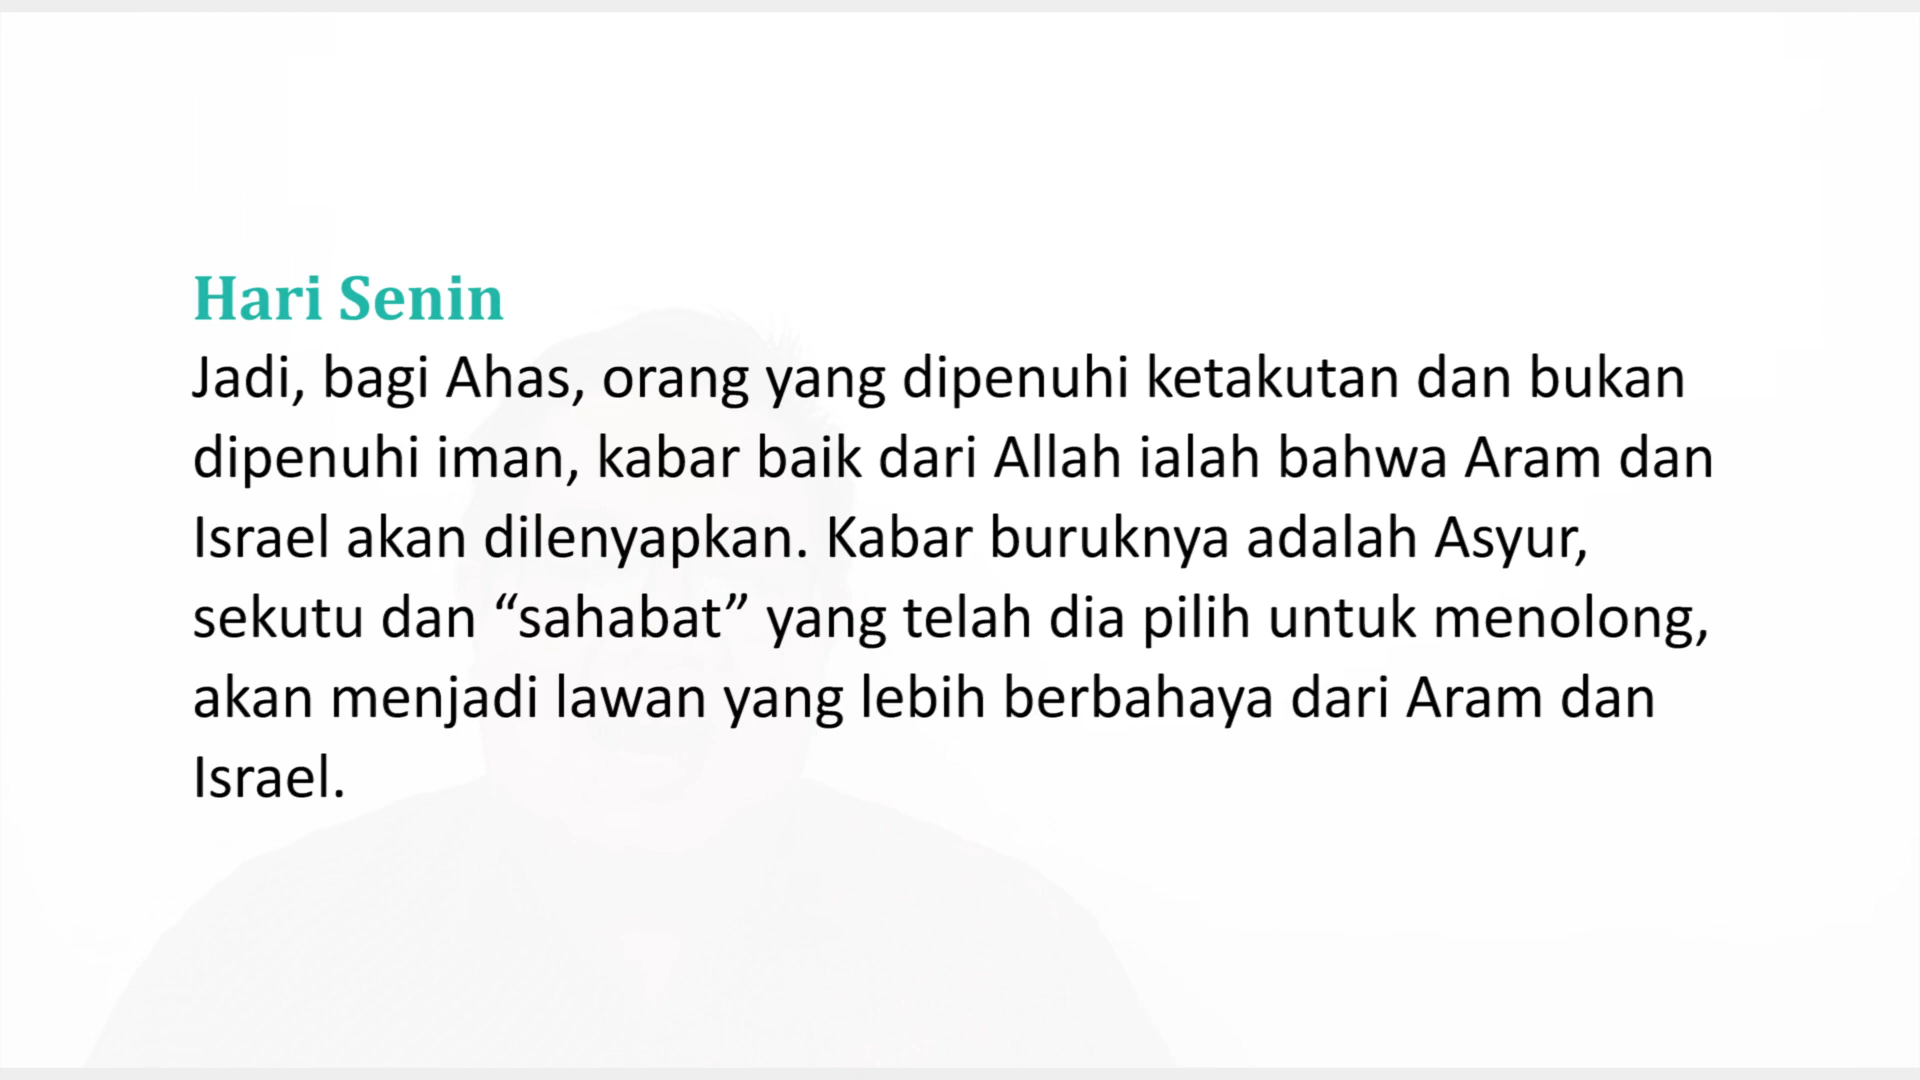 Hari Senin
Jadi, bagi Ahas, orang yang dipenuhi ketakutan dan bukan
dipenuhi iman, kabar baik dari Allah ialah bahwa Aram dan
Israel akan dilenyapkan. Kabar buruknya adalah Asyur,
sekutu dan “sahabat” yang telah dia pilih untuk menolong,
akan menjadi lawan yang lebih berbahaya dari Aram dan
Israel.